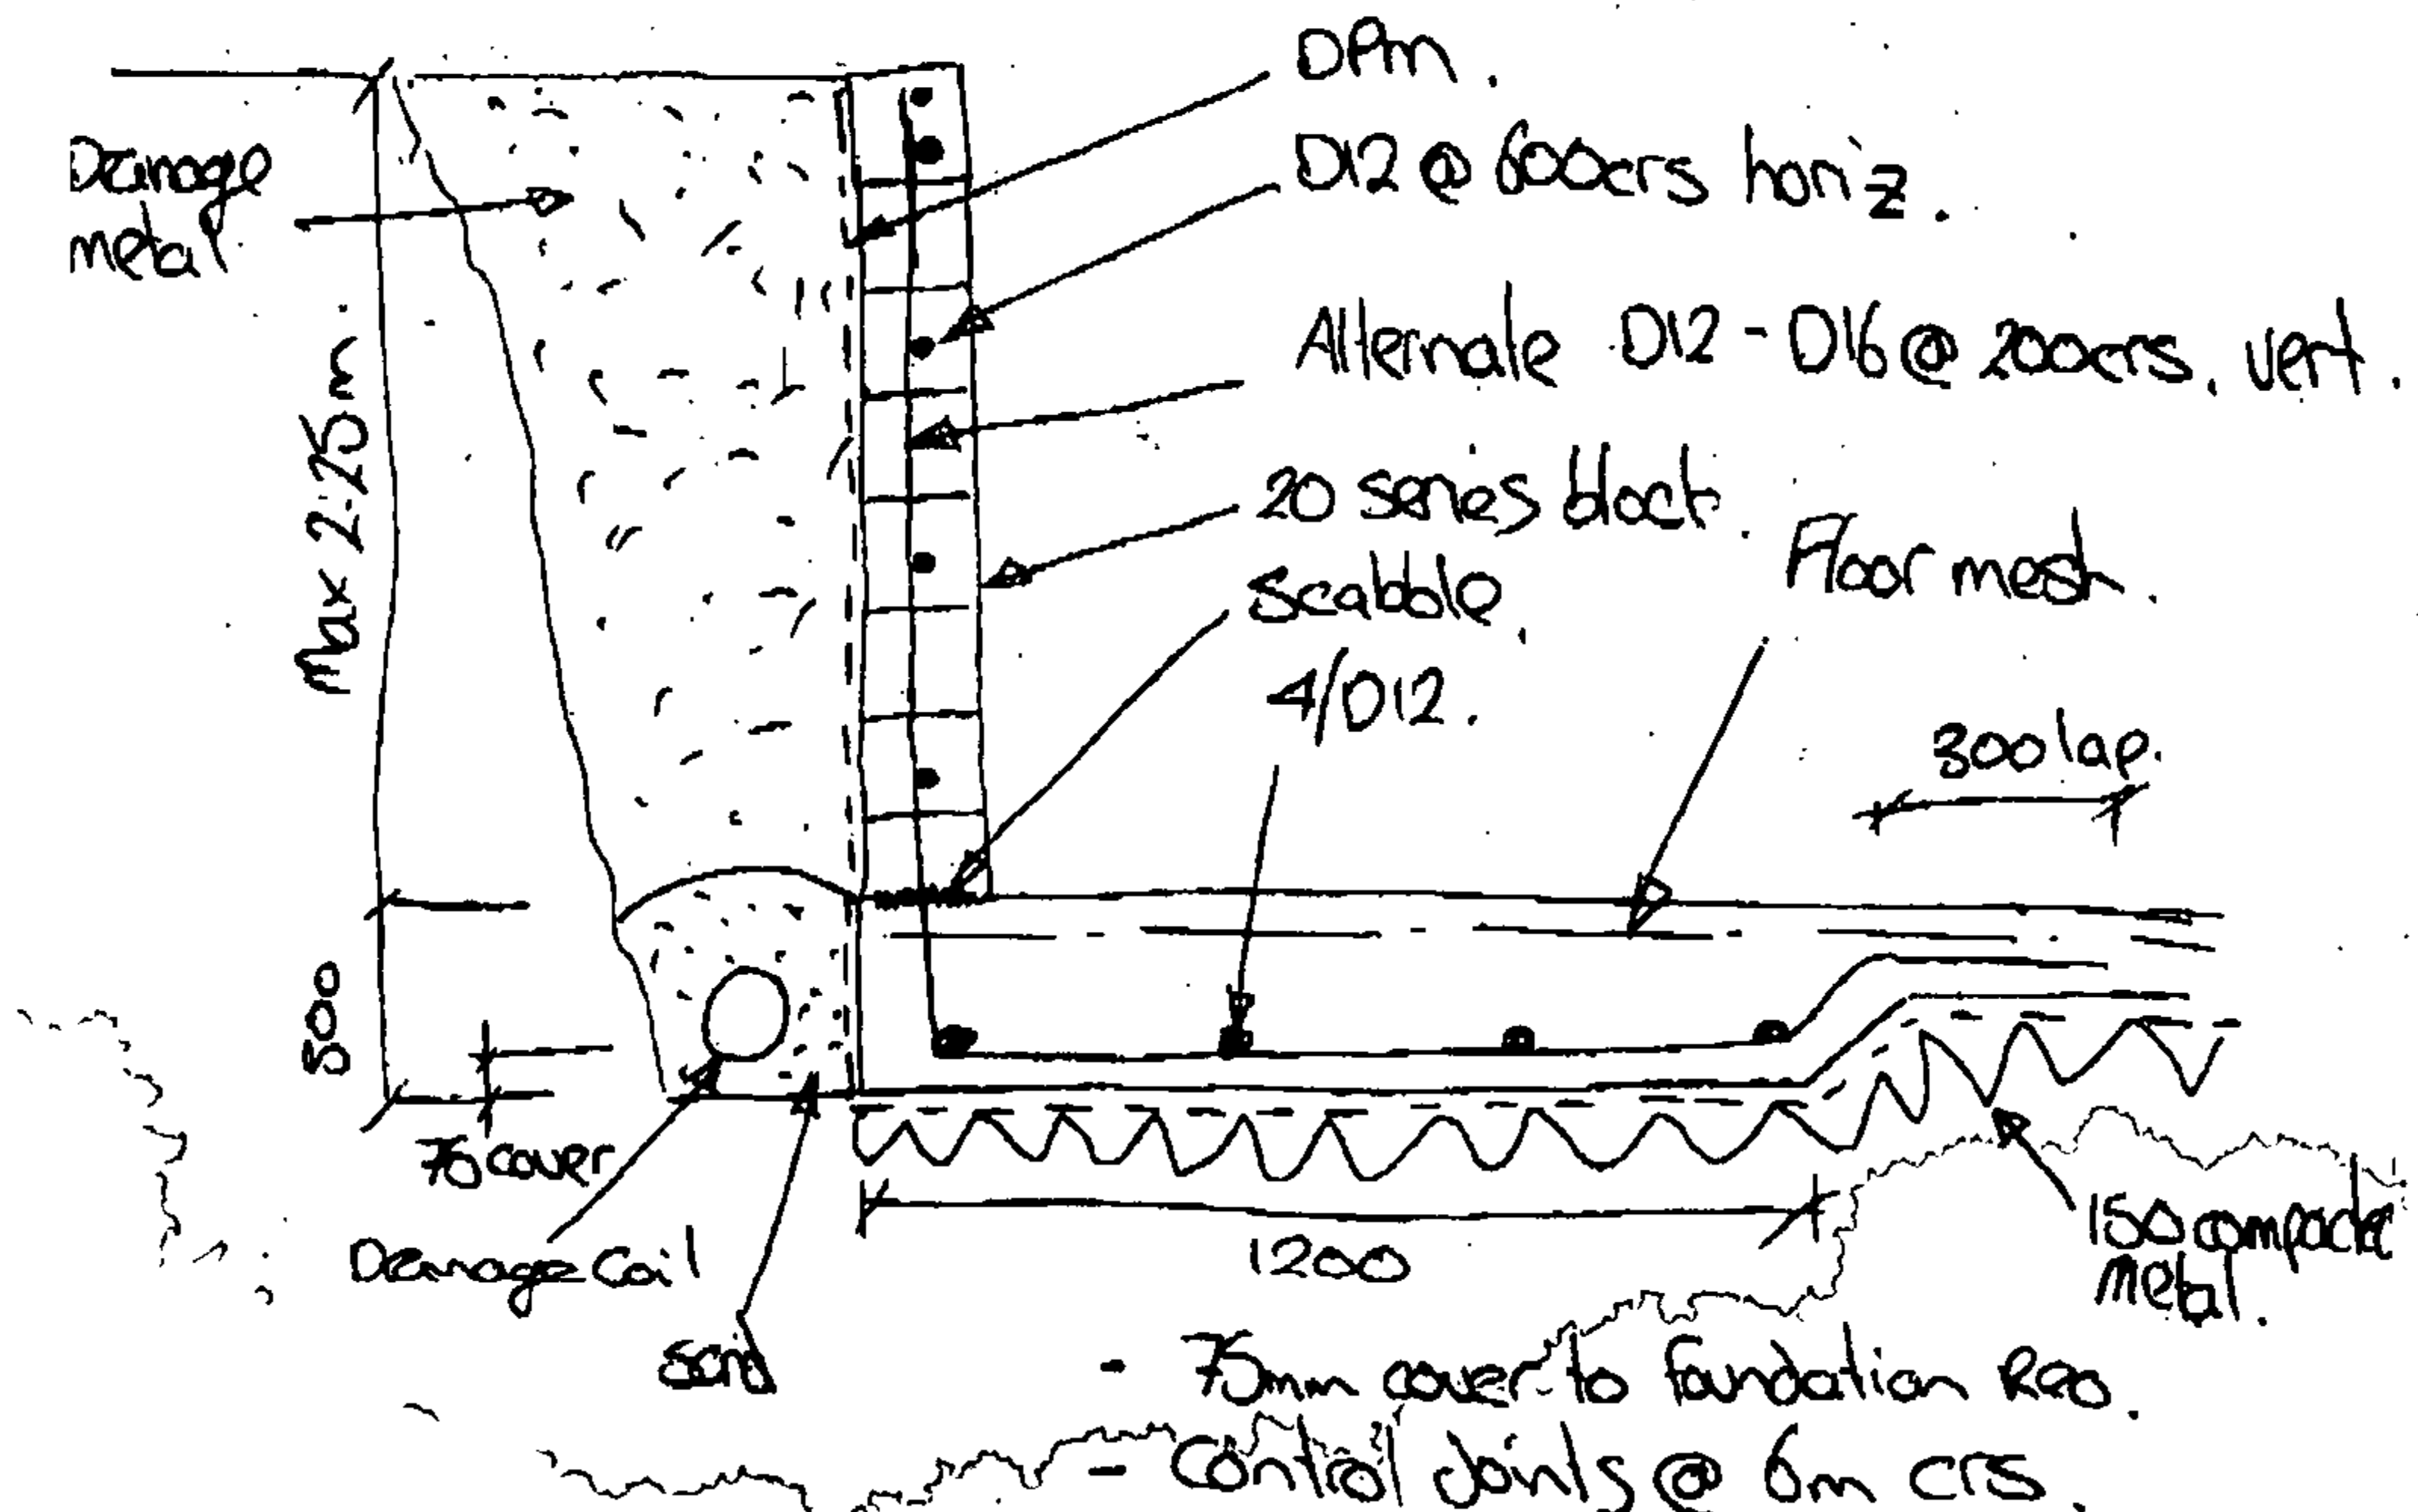 DPM.
D12 @ 600crs horiz.
Drainage
metal
Alternate D12 - D16 @ 200crs. vert.
Max 2.25m
20 series block.
Floor mesh.
Scabble
4/D12.
300 lap.
300
75 cover
Drainage Coil
1200
150 compacted
metal.
- 75mm cover to foundation Reo.
- Control Joints @ 6m crs.